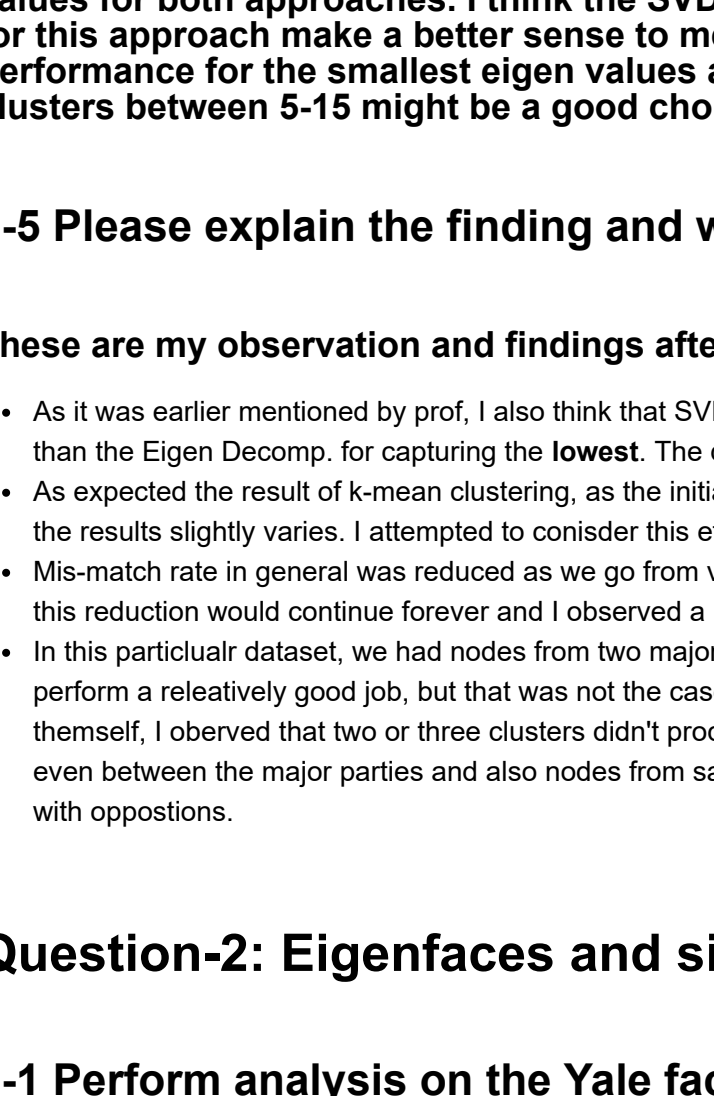 values for both approaches. I think the SVD
or this approach make a better sense to m
erformance for the smallest eigen values a
lusters between 5-15 might be a good cho
-5 Please explain the finding and w
hese are my observation and findings afte
• As it was earlier mentioned by prof, I also think that SV
than the Eigen Decomp. for capturing the lowest. The
• As expected the result of k-mean clustering, as the initia
the results slightly varies. I attempted to conisder this e
• Mis-match rate in general was reduced as we go from v
this reduction would continue forever and I observed a
• In this particlualr dataset, we had nodes from two major
perform a releatively good job, but that was not the cas
themself, I oberved that two or three clusters didn't proc
even between the major parties and also nodes from sa
with oppostions.
Question-2: Eigenfaces and si
-1 Perform analysis on the Yale fac